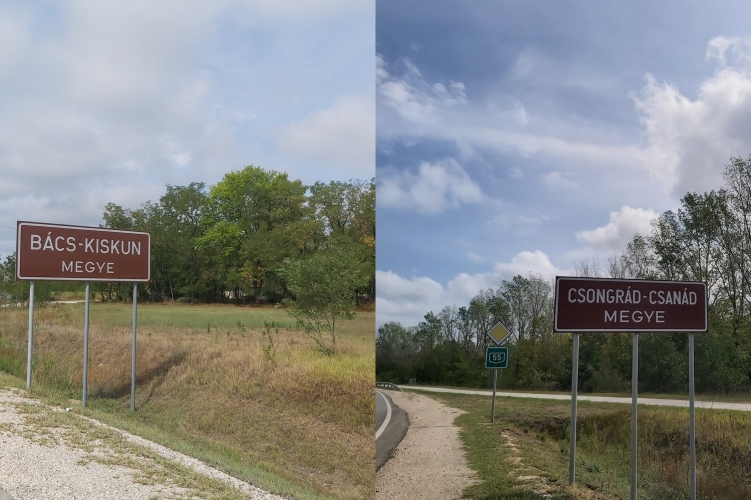 BÁCS-KISKUN
MEGYE
CSONGRÁD-CSANÁD
MEGYE
55